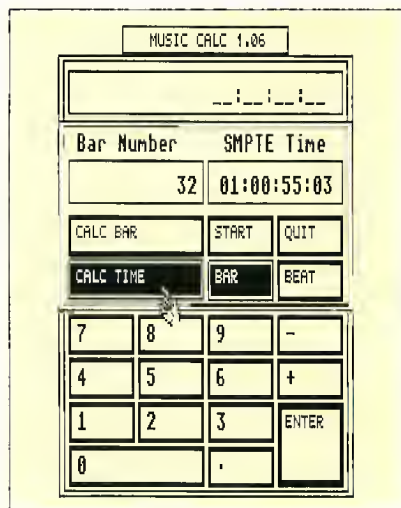 MUSIC CALC 1.06
__:__:__:__
Bar Number SMPTE Time
32 01:00:55:03
CALC BAR START QUIT
CALC TIME BAR BEAT
7 8 9 -
4 5 6 +
1 2 3 ENTER
0 .